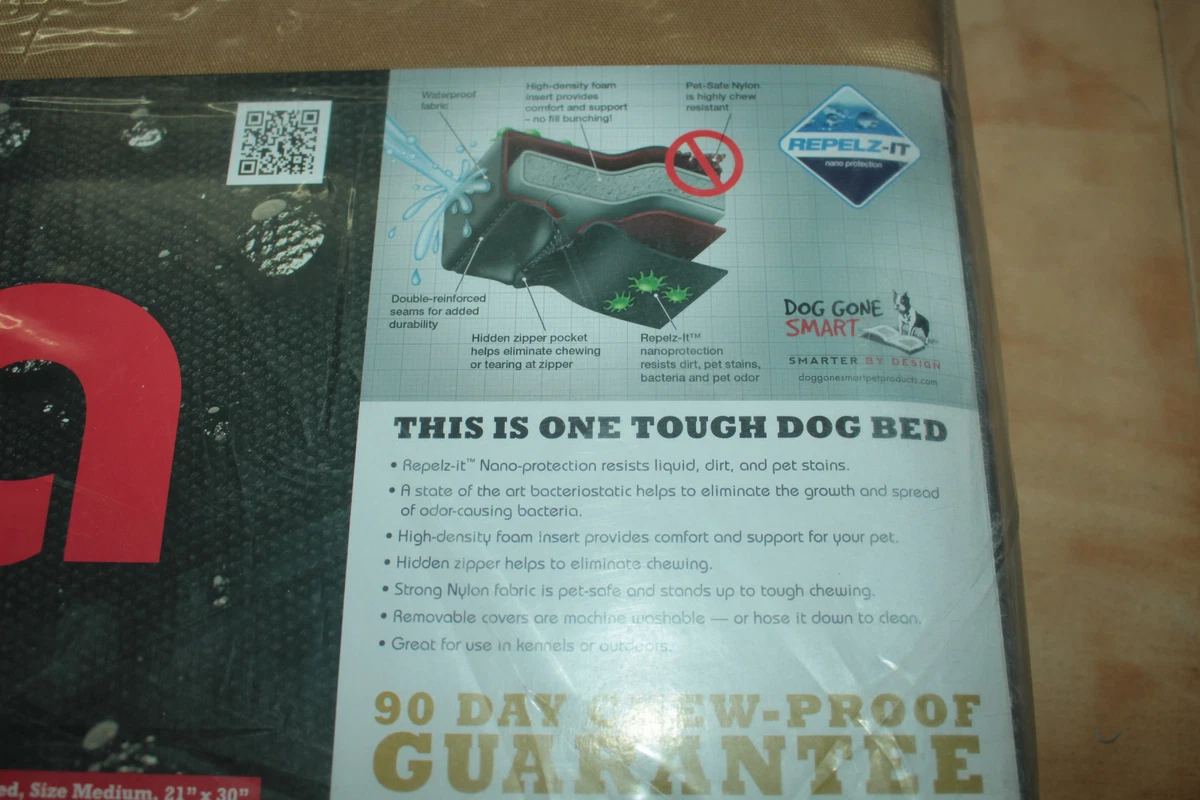 Waterproof
fabric
High-density foam
insert provides
comfort and support
- no fill bunching!
Pet-Safe Nylon
is highly chew
resistant
REPELZ-IT
nano protection
Double-reinforced
seams for added
durability
Hidden zipper pocket
helps eliminate chewing
or tearing at zipper
Repelz-It™
nanoprotection
resists dirt, pet stains,
bacteria and pet odor
DOG GONE
SMART
SMARTER BY DESIGN
doggonesmartpetproducts.com
THIS IS ONE TOUGH DOG BED
• Repelz-it™ Nano-protection resists liquid, dirt, and pet stains.
• A state of the art bacteriostatic helps to eliminate the growth and spread
of odor-causing bacteria.
• High-density foam insert provides comfort and support for your pet.
• Hidden zipper helps to eliminate chewing.
• Strong Nylon fabric is pet-safe and stands up to tough chewing.
• Removable covers are machine washable — or hose it down to clean.
• Great for use in kennels or outdoors.
90 DAY CHEW-PROOF
GUARANTEE
ed, Size Medium, 21" x 30"